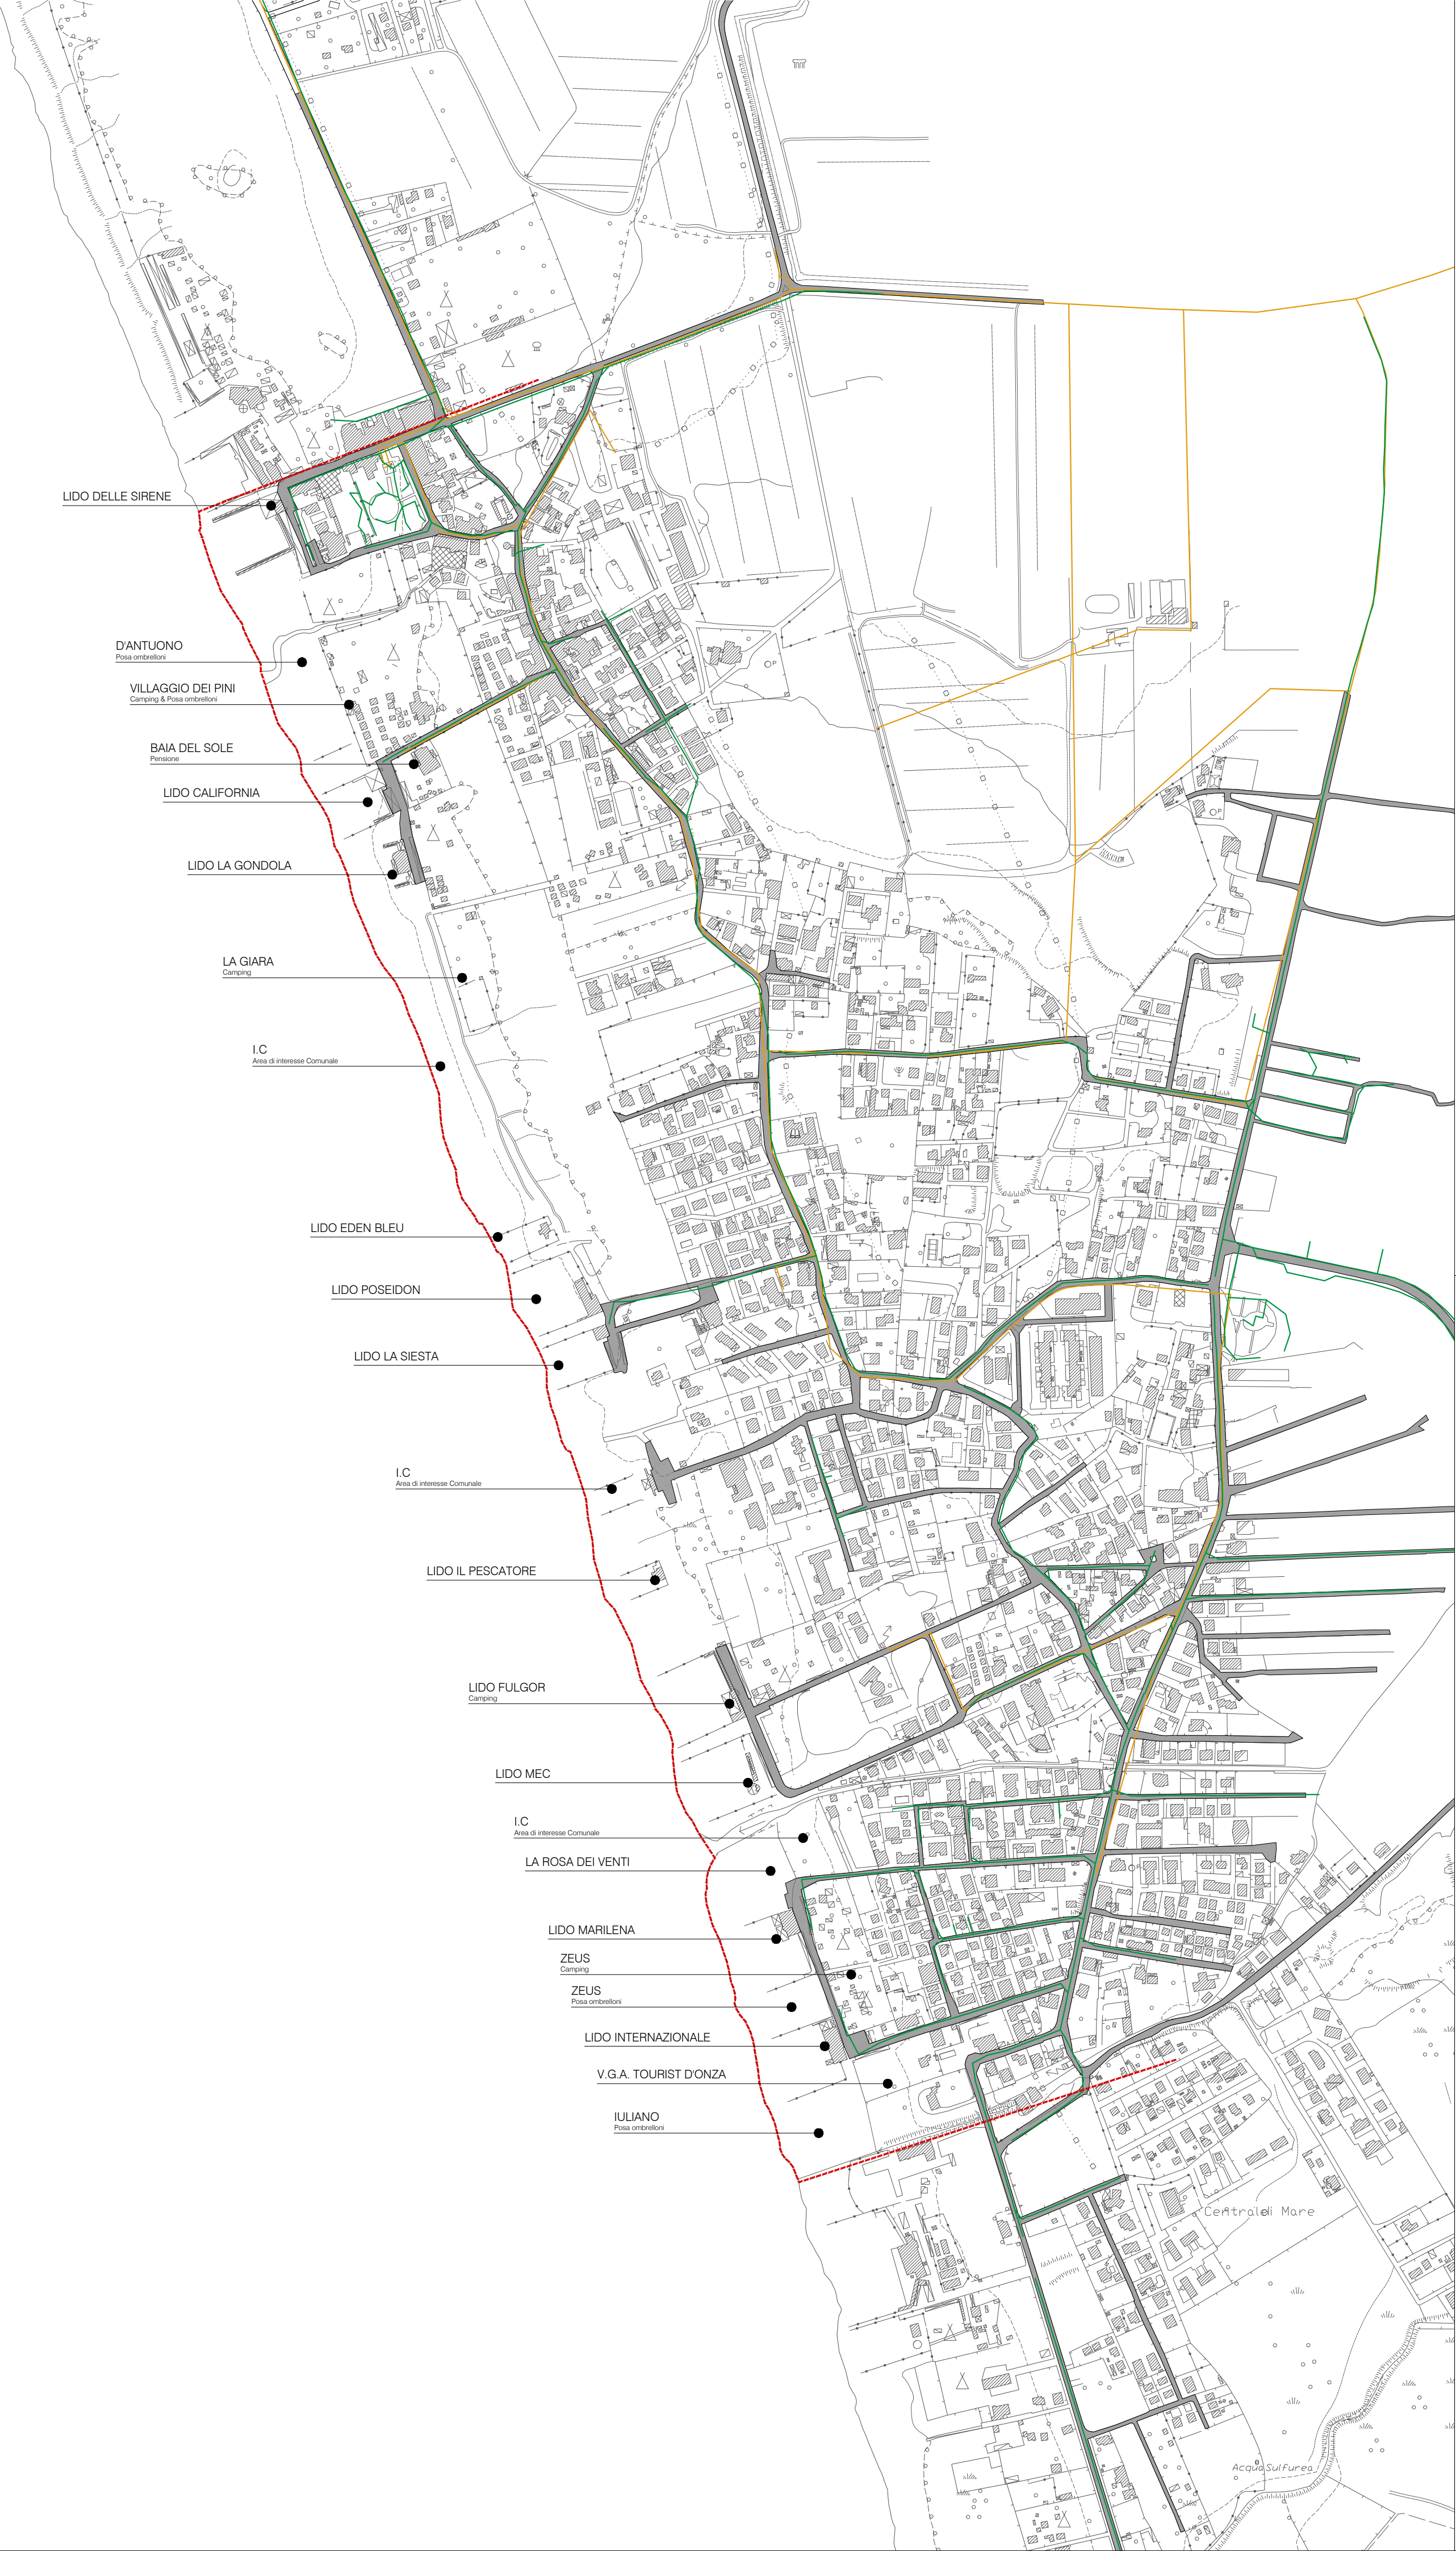 LIDO DELLE SIRENE
D'ANTUONO
Posa ombrelloni
VILLAGGIO DEI PINI
Camping & Posa ombrelloni
BAIA DEL SOLE
Pensione
LIDO CALIFORNIA
LIDO LA GONDOLA
LA GIARA
Camping
I.C
Area di interesse Comunale
LIDO EDEN BLEU
LIDO POSEIDON
LIDO LA SIESTA
I.C
Area di interesse Comunale
LIDO IL PESCATORE
LIDO FULGOR
Camping
LIDO MEC
I.C
Area di interesse Comunale
LA ROSA DEI VENTI
LIDO MARILENA
ZEUS
Camping
ZEUS
Posa ombrelloni
LIDO INTERNAZIONALE
V.G.A. TOURIST D'ONZA
IULIANO
Posa ombrelloni
Centrale di Mare
Acqua Sulfurea